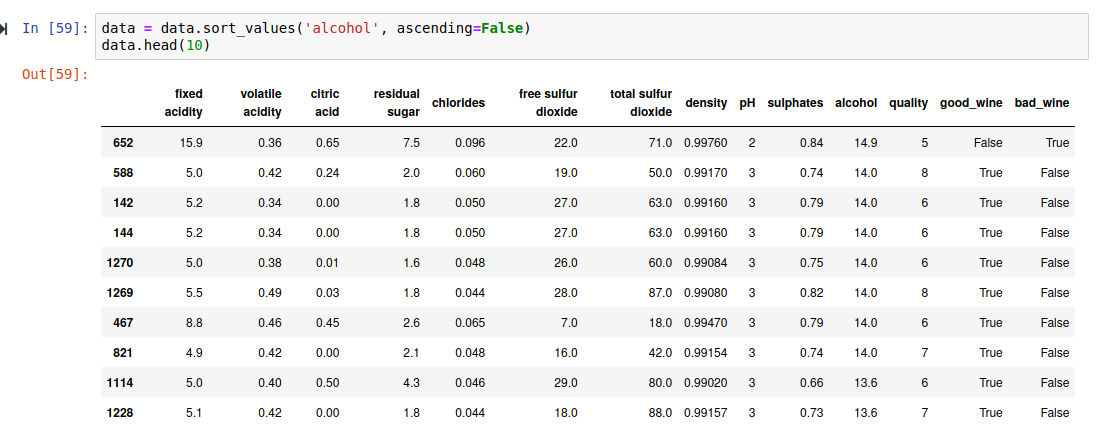 In [59]: data = data.sort_values('alcohol', ascending=False)
data.head(10)
Out[59]:
fixed acidity volatile acidity citric acid residual sugar chlorides free sulfur dioxide total sulfur dioxide density pH sulphates alcohol quality good_wine bad_wine
652 15.9 0.36 0.65 7.5 0.096 22.0 71.0 0.99760 2 0.84 14.9 5 False True
588 5.0 0.42 0.24 2.0 0.060 19.0 50.0 0.99170 3 0.74 14.0 8 True False
142 5.2 0.34 0.00 1.8 0.050 27.0 63.0 0.99160 3 0.79 14.0 6 True False
144 5.2 0.34 0.00 1.8 0.050 27.0 63.0 0.99160 3 0.79 14.0 6 True False
1270 5.0 0.38 0.01 1.6 0.048 26.0 60.0 0.99084 3 0.75 14.0 6 True False
1269 5.5 0.49 0.03 1.8 0.044 28.0 87.0 0.99080 3 0.82 14.0 8 True False
467 8.8 0.46 0.45 2.6 0.065 7.0 18.0 0.99470 3 0.79 14.0 6 True False
821 4.9 0.42 0.00 2.1 0.048 16.0 42.0 0.99154 3 0.74 14.0 7 True False
1114 5.0 0.40 0.50 4.3 0.046 29.0 80.0 0.99020 3 0.66 13.6 6 True False
1228 5.1 0.42 0.00 1.8 0.044 18.0 88.0 0.99157 3 0.73 13.6 7 True False